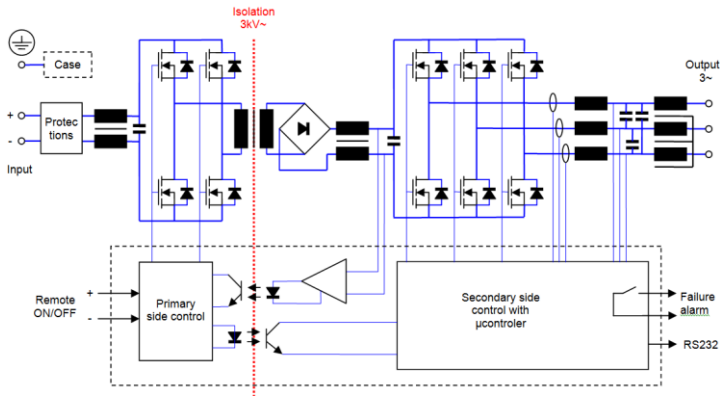 Isolation
3kV~
Case
Output
3~
+
Protec
tions
-
Input
Remote
ON/OFF
+
-
Primary
side control
Secondary side
control with
µcontroler
Failure
alarm
RS232